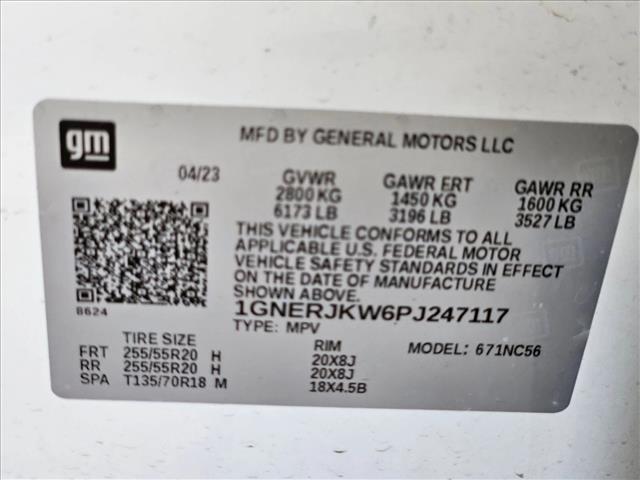 gm
MFD BY GENERAL MOTORS LLC
04/23 GVWR GAWR FRT GAWR RR
2800 KG 1450 KG 1600 KG
6173 LB 3196 LB 3527 LB
THIS VEHICLE CONFORMS TO ALL
APPLICABLE U.S. FEDERAL MOTOR
VEHICLE SAFETY STANDARDS IN EFFECT
ON THE DATE OF MANUFACTURE
SHOWN ABOVE.
8624
1GNERJKW6PJ247117
TYPE: MPV
TIRE SIZE RIM MODEL: 671NC56
FRT 255/55R20 H 20X8J
RR 255/55R20 H 20X8J
SPA T135/70R18 M 18X4.5B